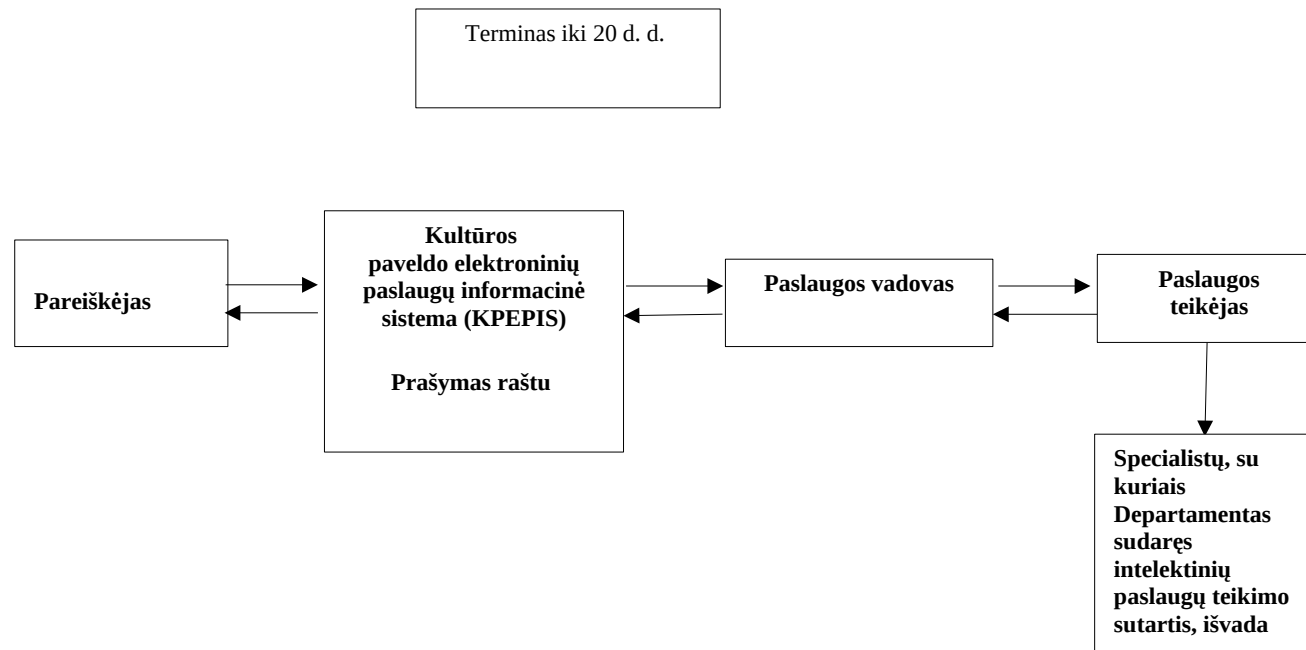 Terminas iki 20 d. d.
Pareiškėjas
Kultūros
paveldo elektroninių
paslaugų informacinė
sistema (KPEPIS)
Prašymas raštu
Paslaugos vadovas
Paslaugos
teikėjas
Specialistų, su
kuriais
Departamentas
sudaręs
intelektinių
paslaugų teikimo
sutartis, išvada